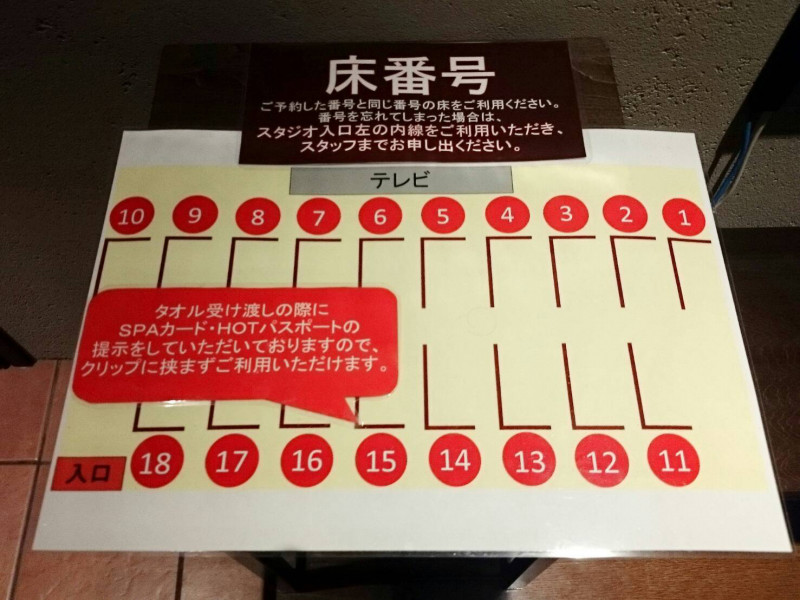 床番号
ご予約した番号と同じ番号の床をご利用ください。
番号を忘れてしまった場合は、
スタジオ入口左の内線をご利用いただき、
スタッフまでお申し出ください。
テレビ
10 9 8 7 6 5 4 3 2 1
タオル受け渡しの際に
SPAカード・HOTパスポートの
提示をしていただいておりますので、
クリップに挟まずご利用いただけます。
入口 18 17 16 15 14 13 12 11